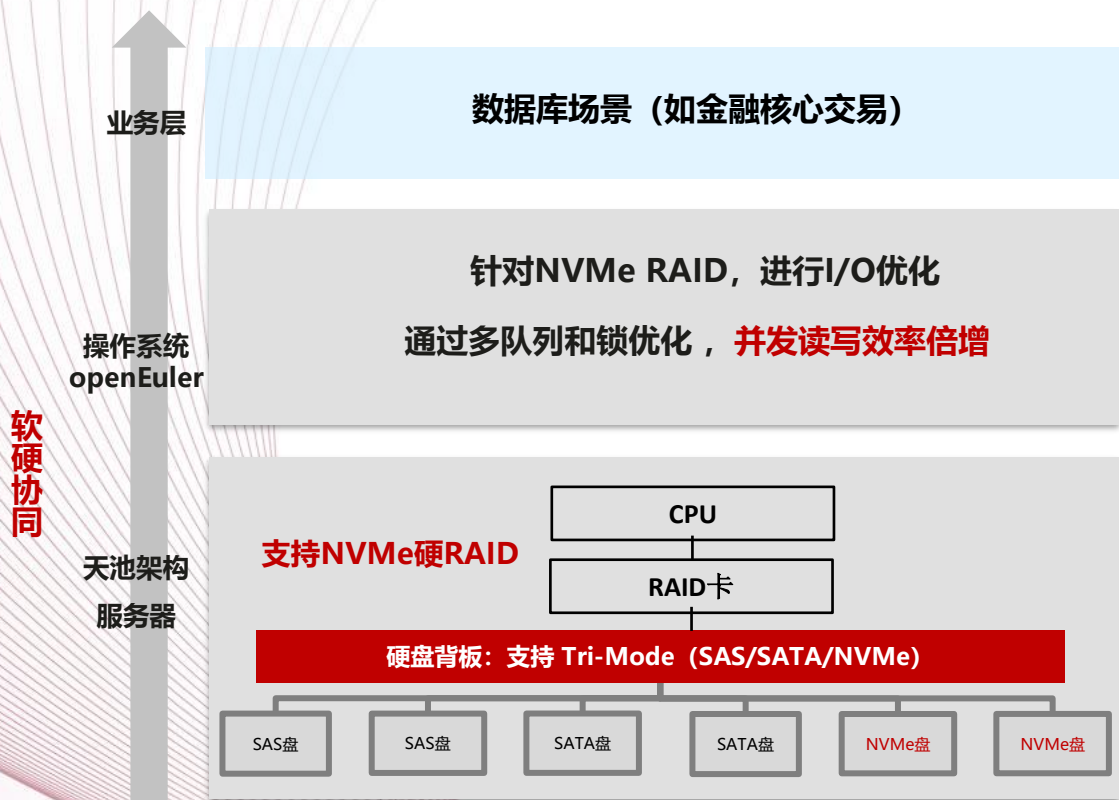 业务层
数据库场景（如金融核心交易）
针对NVMe RAID，进行I/O优化
通过多队列和锁优化 ，并发读写效率倍增
操作系统
openEuler
软硬协同
天池架构
服务器
支持NVMe硬RAID
CPU
RAID卡
硬盘背板：支持 Tri-Mode（SAS/SATA/NVMe）
SAS盘
SAS盘
SATA盘
SATA盘
NVMe盘
NVMe盘